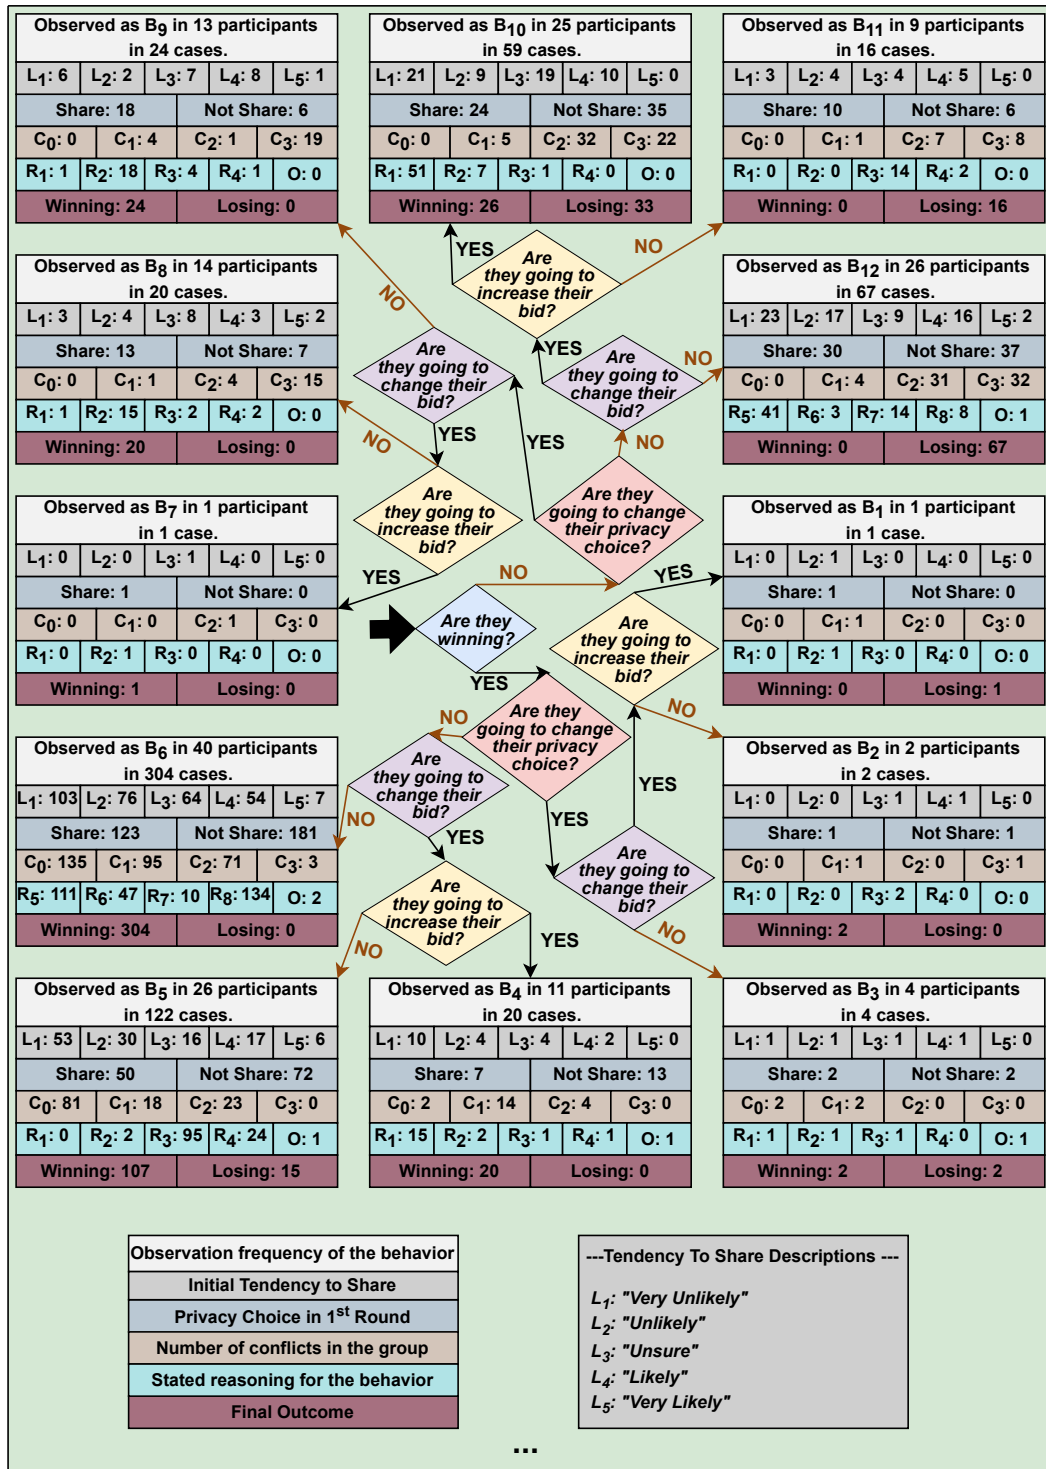 Observed as B9 in 13 participants
in 24 cases.
L1: 6 L2: 2 L3: 7 L4: 8 L5: 1
Share: 18 Not Share: 6
C0: 0 C1: 4 C2: 1 C3: 19
R1: 1 R2: 18 R3: 4 R4: 1 O: 0
Winning: 24 Losing: 0
Observed as B10 in 25 participants
in 59 cases.
L1: 21 L2: 9 L3: 19 L4: 10 L5: 0
Share: 24 Not Share: 35
C0: 0 C1: 5 C2: 32 C3: 22
R1: 51 R2: 7 R3: 1 R4: 0 O: 0
Winning: 26 Losing: 33
Observed as B11 in 9 participants
in 16 cases.
L1: 3 L2: 4 L3: 4 L4: 5 L5: 0
Share: 10 Not Share: 6
C0: 0 C1: 1 C2: 7 C3: 8
R1: 0 R2: 0 R3: 14 R4: 2 O: 0
Winning: 0 Losing: 16
YES
Are
they going to
increase their
bid?
NO
Observed as B8 in 14 participants
in 20 cases.
L1: 3 L2: 4 L3: 8 L4: 3 L5: 2
Share: 13 Not Share: 7
C0: 0 C1: 1 C2: 4 C3: 15
R1: 1 R2: 15 R3: 2 R4: 2 O: 0
Winning: 20 Losing: 0
NO
Are
they going to
change their
bid?
YES
NO
YES
Are
they going to
change their
bid?
NO
Observed as B12 in 26 participants
in 67 cases.
L1: 23 L2: 17 L3: 9 L4: 16 L5: 2
Share: 30 Not Share: 37
C0: 0 C1: 4 C2: 31 C3: 32
R5: 41 R6: 3 R7: 14 R8: 8 O: 1
Winning: 0 Losing: 67
NO
Are
they going to
increase their
bid?
Are they
going to change
their privacy
choice?
Observed as B7 in 1 participant
in 1 case.
L1: 0 L2: 0 L3: 1 L4: 0 L5: 0
Share: 1 Not Share: 0
C0: 0 C1: 0 C2: 1 C3: 0
R1: 0 R2: 1 R3: 0 R4: 0 O: 0
Winning: 1 Losing: 0
YES
NO
YES
Are they
winning?
YES
Are
they going to
increase their
bid?
NO
Observed as B1 in 1 participant
in 1 case.
L1: 0 L2: 1 L3: 0 L4: 0 L5: 0
Share: 1 Not Share: 0
C0: 0 C1: 1 C2: 0 C3: 0
R1: 0 R2: 1 R3: 0 R4: 0 O: 0
Winning: 0 Losing: 1
Observed as B6 in 40 participants
in 304 cases.
L1: 103 L2: 76 L3: 64 L4: 54 L5: 7
Share: 123 Not Share: 181
C0: 135 C1: 95 C2: 71 C3: 3
R5: 111 R6: 47 R7: 10 R8: 134 O: 2
Winning: 304 Losing: 0
NO
Are they
going to change
their privacy
choice?
Are
they going to
change their
bid?
NO
YES
YES
YES
Are
they going to
change their
bid?
NO
Observed as B2 in 2 participants
in 2 cases.
L1: 0 L2: 0 L3: 1 L4: 1 L5: 0
Share: 1 Not Share: 1
C0: 0 C1: 1 C2: 0 C3: 1
R1: 0 R2: 0 R3: 2 R4: 0 O: 0
Winning: 2 Losing: 0
Are
they going to
increase their
bid?
NO
YES
Observed as B5 in 26 participants
in 122 cases.
L1: 53 L2: 30 L3: 16 L4: 17 L5: 6
Share: 50 Not Share: 72
C0: 81 C1: 18 C2: 23 C3: 0
R1: 0 R2: 2 R3: 95 R4: 24 O: 1
Winning: 107 Losing: 15
Observed as B4 in 11 participants
in 20 cases.
L1: 10 L2: 4 L3: 4 L4: 2 L5: 0
Share: 7 Not Share: 13
C0: 2 C1: 14 C2: 4 C3: 0
R1: 15 R2: 2 R3: 1 R4: 1 O: 1
Winning: 20 Losing: 0
Observed as B3 in 4 participants
in 4 cases.
L1: 1 L2: 1 L3: 1 L4: 1 L5: 0
Share: 2 Not Share: 2
C0: 2 C1: 2 C2: 0 C3: 0
R1: 1 R2: 1 R3: 1 R4: 0 O: 1
Winning: 2 Losing: 2
Observation frequency of the behavior
Initial Tendency to Share
Privacy Choice in 1st Round
Number of conflicts in the group
Stated reasoning for the behavior
Final Outcome
---Tendency To Share Descriptions ---
L1: "Very Unlikely"
L2: "Unlikely"
L3: "Unsure"
L4: "Likely"
L5: "Very Likely"
...